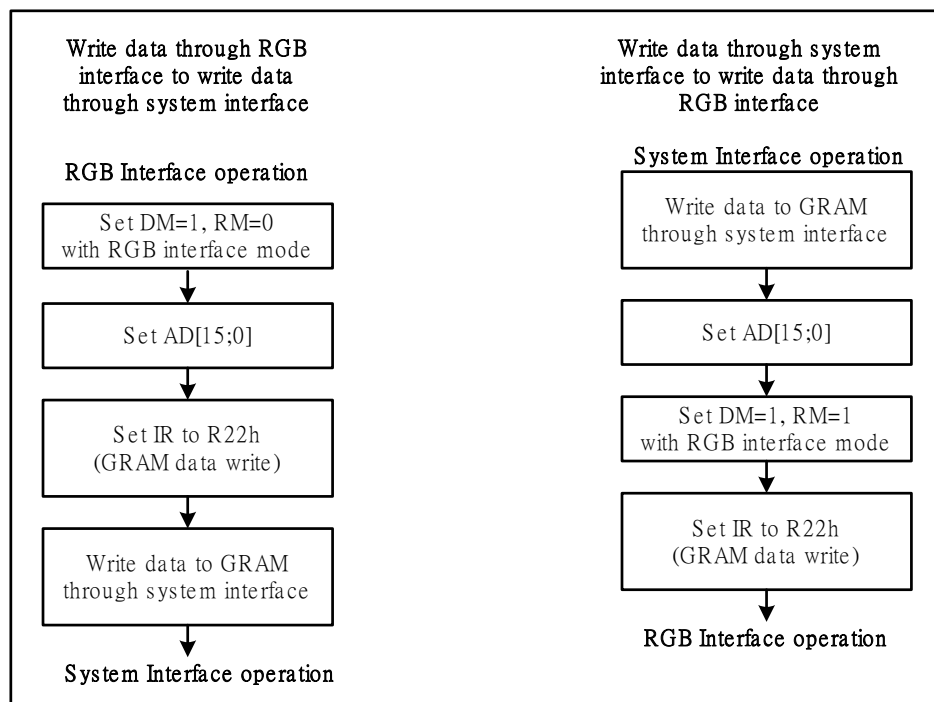 Write data through RGB
interface to write data
through system interface
RGB Interface operation
Set DM=1, RM=0
with RGB interface mode
Set AD[15;0]
Set IR to R22h
(GRAM data write)
Write data to GRAM
through system interface
System Interface operation
Write data through system
interface to write data through
RGB interface
System Interface operation
Write data to GRAM
through system interface
Set AD[15;0]
Set DM=1, RM=1
with RGB interface mode
Set IR to R22h
(GRAM data write)
RGB Interface operation